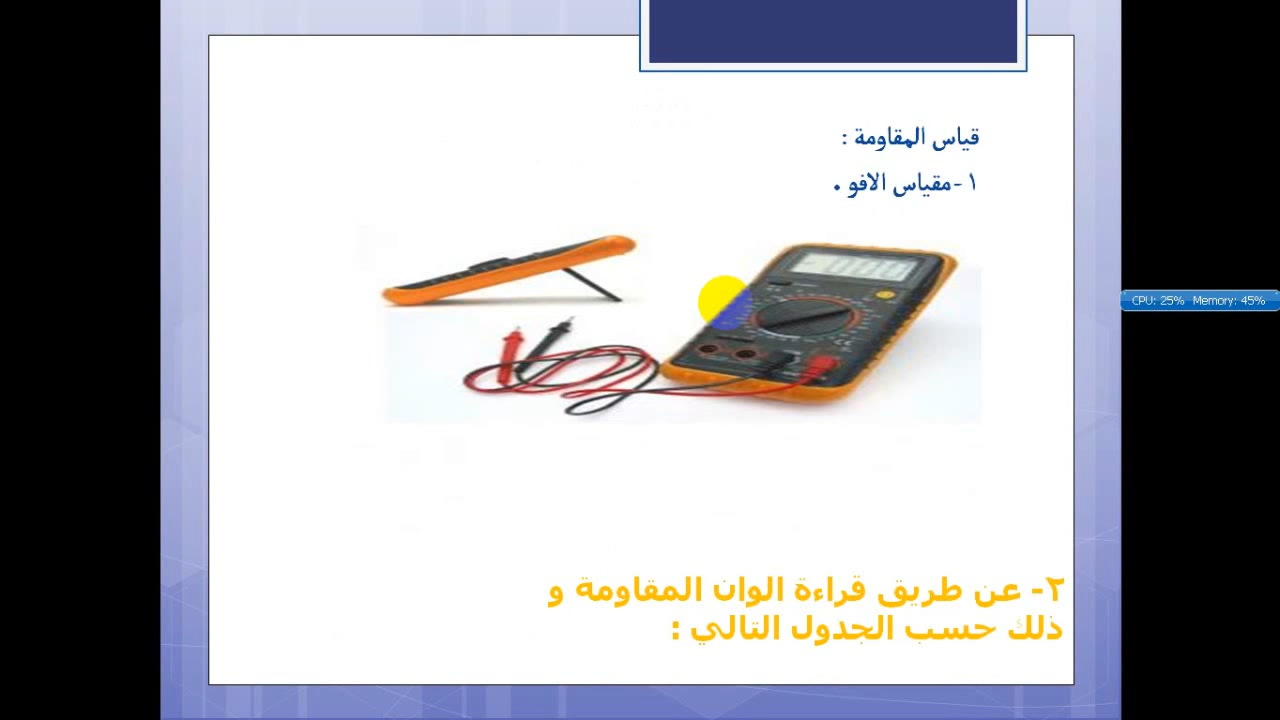 قياس المقاومة :
١ -مقياس الافو .
٢- عن طريق قراءة الوان المقاومة و
ذلك حسب الجدول التالي :
CPU: 25% Memory: 45%